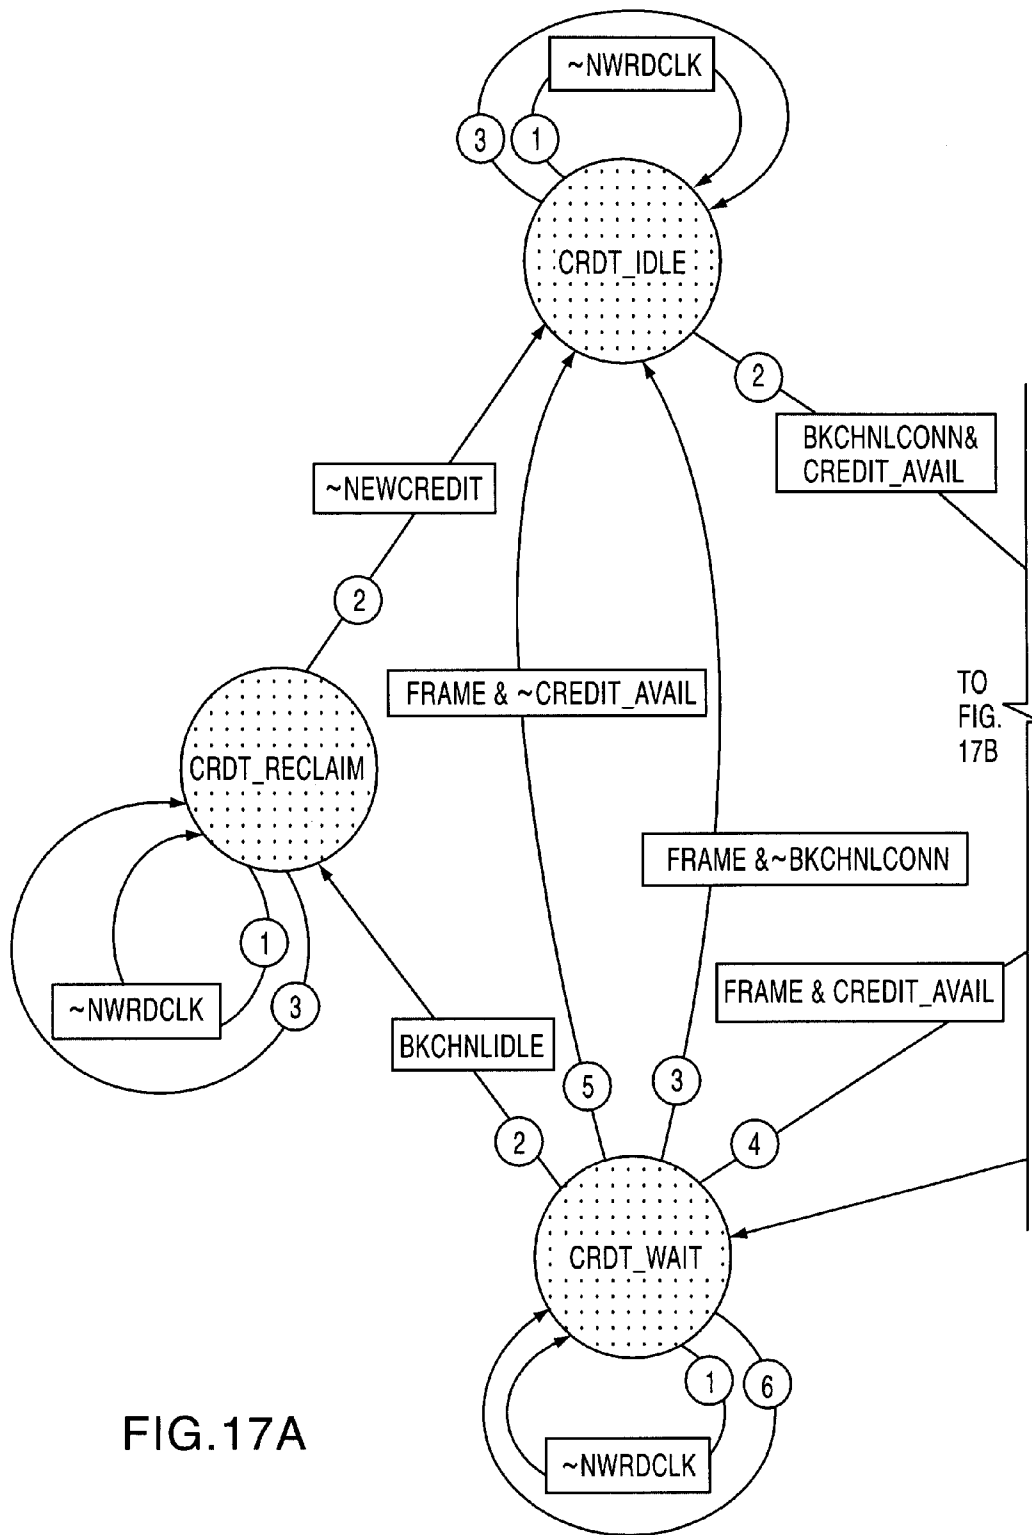 ~NWRDCLK
3
1
CRDT_IDLE
2
BKCHNLCONN&
CREDIT_AVAIL
~NEWCREDIT
2
FRAME & ~CREDIT_AVAIL
TO
FIG.
17B
CRDT_RECLAIM
FRAME &~BKCHNLCONN
1
3
~NWRDCLK
FRAME & CREDIT_AVAIL
BKCHNLIDLE
5
3
2
4
CRDT_WAIT
1
6
~NWRDCLK
FIG.17A